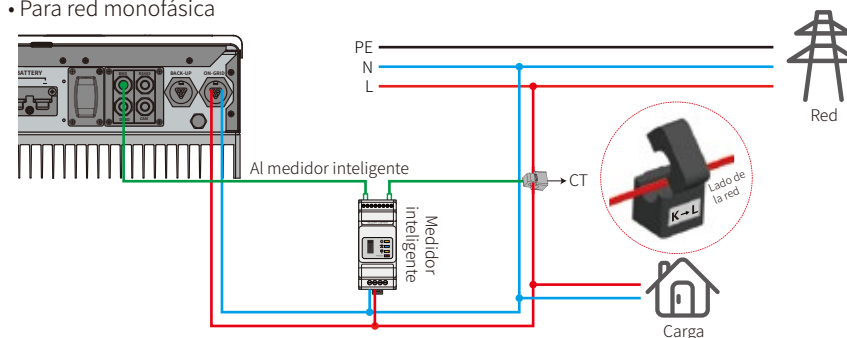 • Para red monofásica
BATTERY
BACK-UP
ON-GRID
PE
N
L
Red
Al medidor inteligente
CT
Lado de
la red
K→L
Medidor
inteligente
Carga